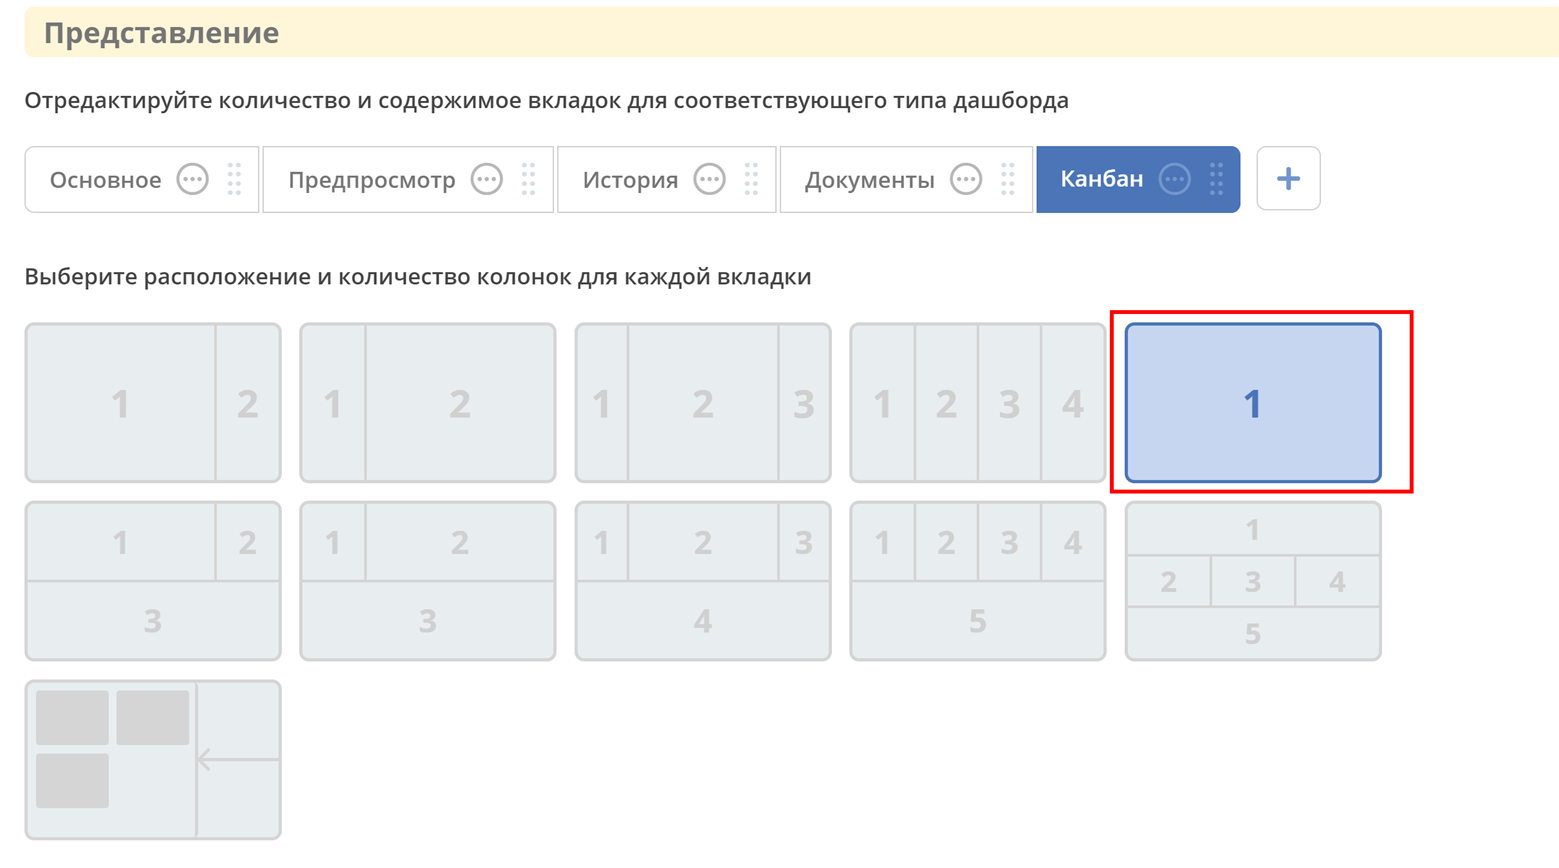 Представление
Отредактируйте количество и содержимое вкладок для соответствующего типа дашборда
Основное Предпросмотр История Документы Канбан +
Выберите расположение и количество колонок для каждой вкладки
1 2 1 2 1 2 3 1 2 3 4 1
1 2 1 2 1 2 3 1 2 3 4 1
2 3 4
3 3 4 5 5